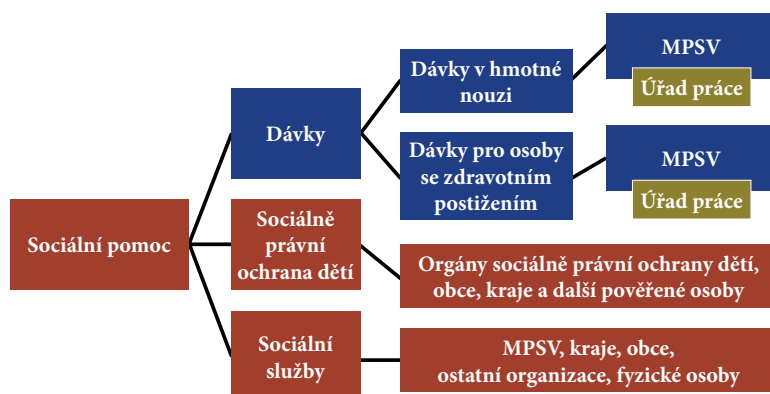 Sociální pomoc
Dávky
Dávky v hmotné
nouzi
MPSV
Úřad práce
Dávky pro osoby
se zdravotním
postižením
MPSV
Úřad práce
Sociálně
právní
ochrana dětí
Orgány sociálně právní ochrany dětí,
obce, kraje a další pověřené osoby
Sociální
služby
MPSV, kraje, obce,
ostatní organizace, fyzické osoby